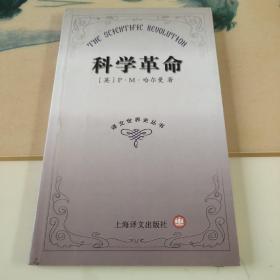 THE SCIENTIFIC REVOLUTION
科学革命
[英] P·M·哈尔曼 著
译文世界史丛书
上海译文出版社